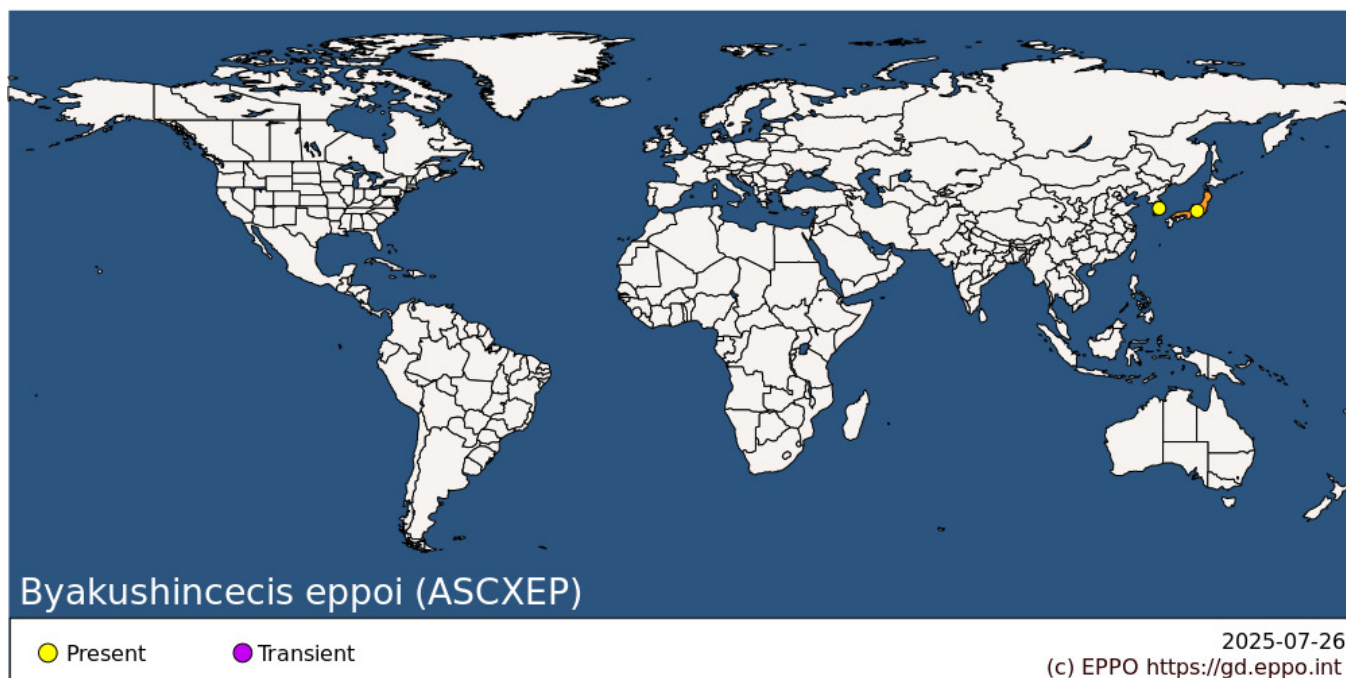 Byakushincecis eppoi (ASCXEP)
Present
Transient
2025-07-26
(c) EPPO https://gd.eppo.int